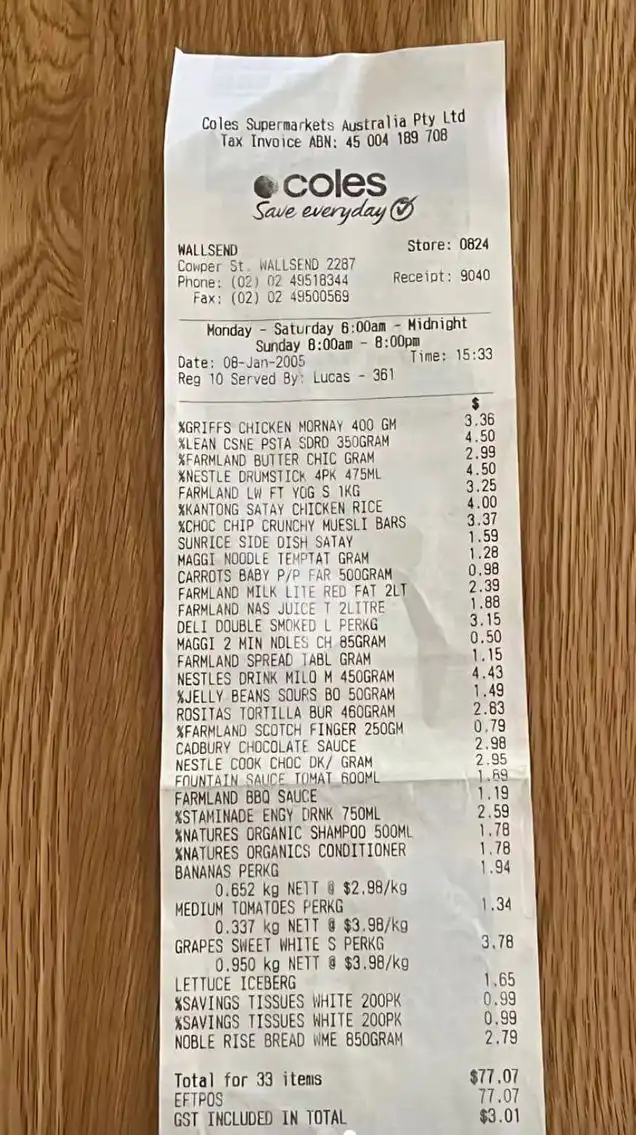 Coles Supermarkets Australia Pty Ltd
Tax Invoice ABN: 45 004 189 708
coles
Save everyday
WALLSEND Store: 0824
Cowper St. WALLSEND 2287
Phone: (02) 02 49518344 Receipt: 9040
Fax: (02) 02 49500569
Monday - Saturday 6:00am - Midnight
Sunday 8:00am - 8:00pm
Date: 08-Jan-2005 Time: 15:33
Reg 10 Served By: Lucas - 361
$
%GRIFFS CHICKEN MORNAY 400 GM 3.36
%LEAN CSNE PSTA SDRD 350GRAM 4.50
%FARMLAND BUTTER CHIC GRAM 2.99
%NESTLE DRUMSTICK 4PK 475ML 4.50
FARMLAND LW FT YOG S 1KG 3.25
%KANTONG SATAY CHICKEN RICE 4.00
%CHOC CHIP CRUNCHY MUESLI BARS 3.37
SUNRICE SIDE DISH SATAY 1.59
MAGGI NOODLE TEMPTAT GRAM 1.28
CARROTS BABY P/P FAR 500GRAM 0.98
FARMLAND MILK LITE RED FAT 2LT 2.39
FARMLAND NAS JUICE T 2LITRE 1.88
DELI DOUBLE SMOKED L PERKG 3.15
MAGGI 2 MIN NDLES CH 85GRAM 0.50
FARMLAND SPREAD TABL GRAM 1.15
NESTLES DRINK MILO M 450GRAM 4.43
%JELLY BEANS SOURS BO 50GRAM 1.49
ROSITAS TORTILLA BUR 460GRAM 2.83
%FARMLAND SCOTCH FINGER 250GM 0.79
CADBURY CHOCOLATE SAUCE 2.98
NESTLE COOK CHOC DK/ GRAM 2.95
FOUNTAIN SAUCE TOMAT 600ML 1.69
FARMLAND BBQ SAUCE 1.19
%STAMINADE ENGY DRNK 750ML 2.59
%NATURES ORGANIC SHAMPOO 500ML 1.78
%NATURES ORGANICS CONDITIONER 1.78
BANANAS PERKG 1.94
0.652 kg NETT @ $2.98/kg
MEDIUM TOMATOES PERKG 1.34
0.337 kg NETT @ $3.98/kg
GRAPES SWEET WHITE S PERKG 3.78
0.950 kg NETT @ $3.98/kg
LETTUCE ICEBERG 1.65
%SAVINGS TISSUES WHITE 200PK 0.99
%SAVINGS TISSUES WHITE 200PK 0.99
NOBLE RISE BREAD WME 850GRAM 2.79
Total for 33 items $77.07
EFTPOS 77.07
GST INCLUDED IN TOTAL $3.01